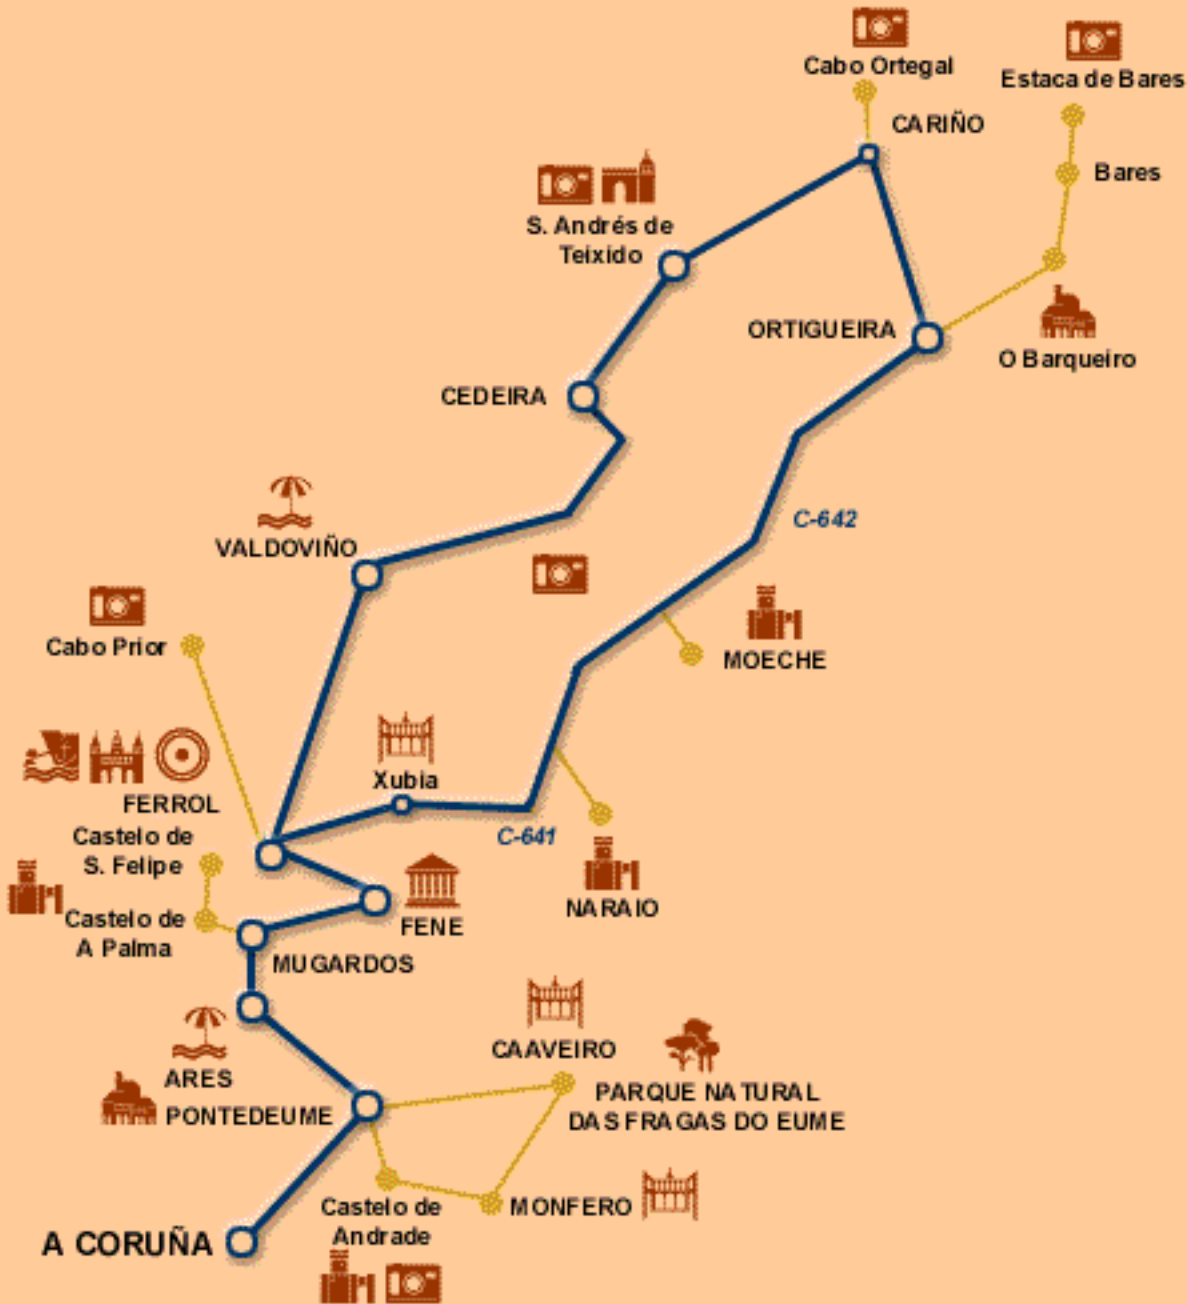 Cabo Ortegal
Estaca de Bares
CARIÑO
Bares
S. Andrés de
Teixido
ORTIGUEIRA
O Barqueiro
CEDEIRA
C-642
VALDOVIÑO
Cabo Prior
MOECHE
Xubia
FERROL
C-641
Castelo de
S. Felipe
NARAIO
Castelo de
A Palma
FENE
MUGARDOS
CAAVEIRO
ARES
PARQUE NATURAL
DAS FRAGAS DO EUME
PONTEDEUME
Castelo de
Andrade
MONFERO
A CORUÑA